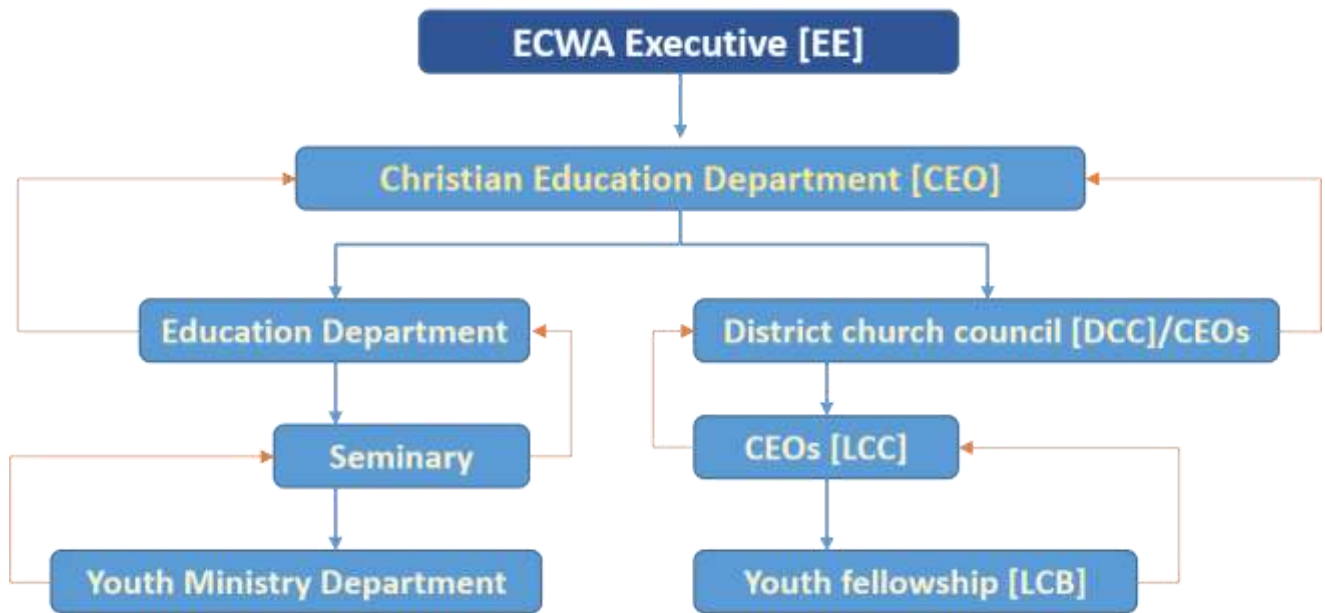 ECWA Executive [EE]
Christian Education Department [CEO]
Education Department
District church council [DCC]/CEOs
Seminary
CEOs [LCC]
Youth Ministry Department
Youth fellowship [LCB]